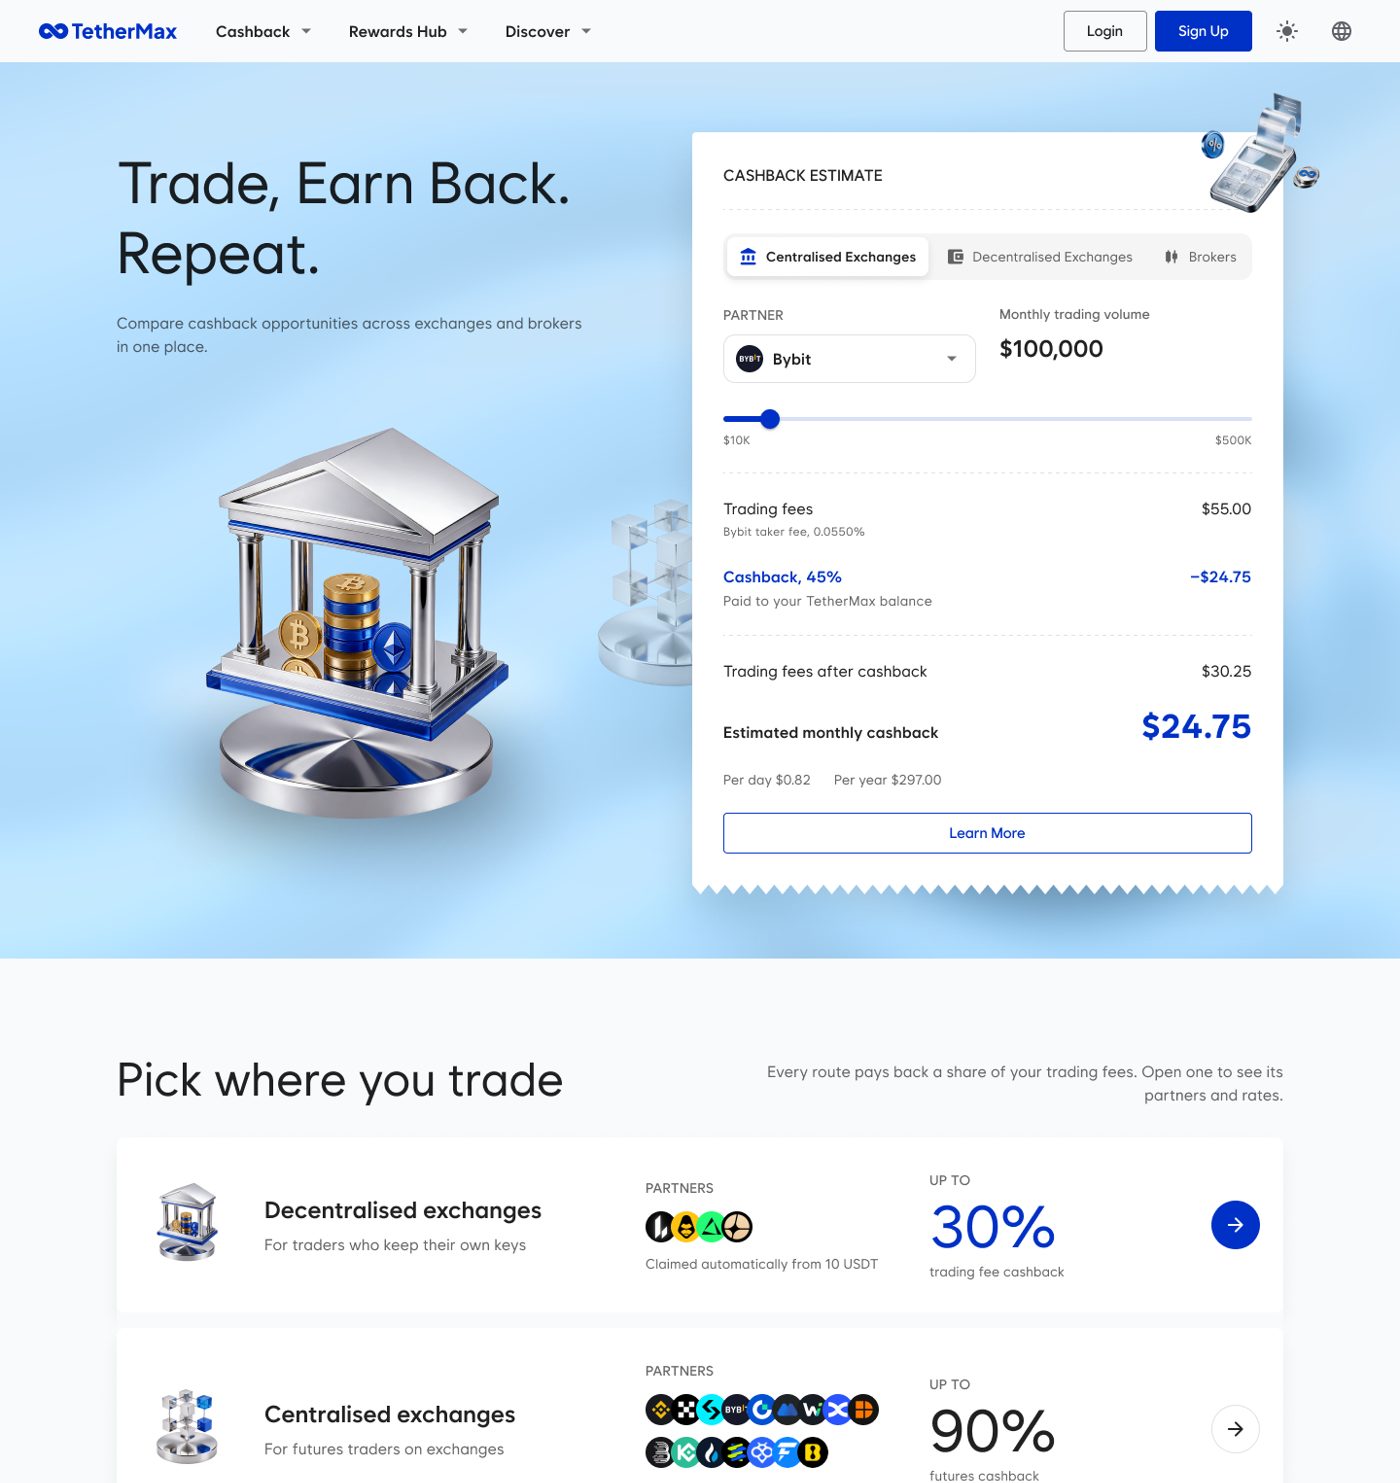 TetherMax
Cashback
Rewards Hub
Discover
Login
Sign Up
Trade, Earn Back.
Repeat.
Compare cashback opportunities across exchanges and brokers
in one place.
CASHBACK ESTIMATE
Centralised Exchanges
Decentralised Exchanges
Brokers
PARTNER
Monthly trading volume
BYBIT
Bybit
$100,000
$10K
$500K
Trading fees
$55.00
Bybit taker fee, 0.0550%
Cashback, 45%
−$24.75
Paid to your TetherMax balance
Trading fees after cashback
$30.25
Estimated monthly cashback
$24.75
Per day $0.82
Per year $297.00
Learn More
Pick where you trade
Every route pays back a share of your trading fees. Open one to see its
partners and rates.
Decentralised exchanges
For traders who keep their own keys
PARTNERS
Claimed automatically from 10 USDT
UP TO
30%
trading fee cashback
Centralised exchanges
For futures traders on exchanges
PARTNERS
UP TO
90%
futures cashback